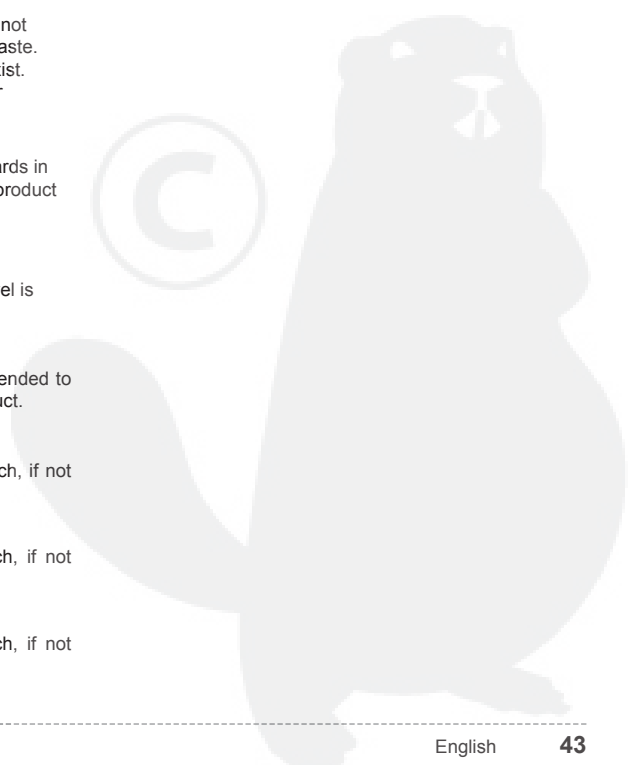 not
aste.
ist.
©
rds in
product
el is
ended to
uct.
ch, if not
ch, if not
ch, if not
English 43